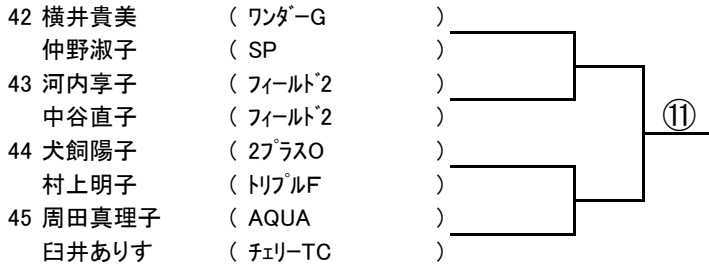 42 横井貴美 ( ﾜﾝﾀﾞｰG )
仲野淑子 ( SP )
43 河内享子 ( ﾌｨｰﾙﾄﾞ2 )
中谷直子 ( ﾌｨｰﾙﾄﾞ2 )
⑪
44 犬飼陽子 ( 2ﾌﾟﾗｽO )
村上明子 ( ﾄﾘﾌﾟﾙF )
45 周田真理子 ( AQUA )
臼井ありす ( ﾁｪﾘｰTC )